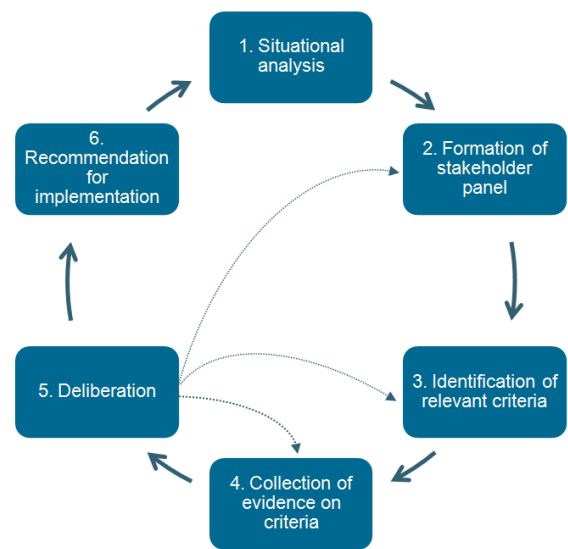 1. Situational
analysis
2. Formation of
stakeholder
panel
3. Identification of
relevant criteria
4. Collection of
evidence on
criteria
5. Deliberation
6.
Recommendation
for
implementation